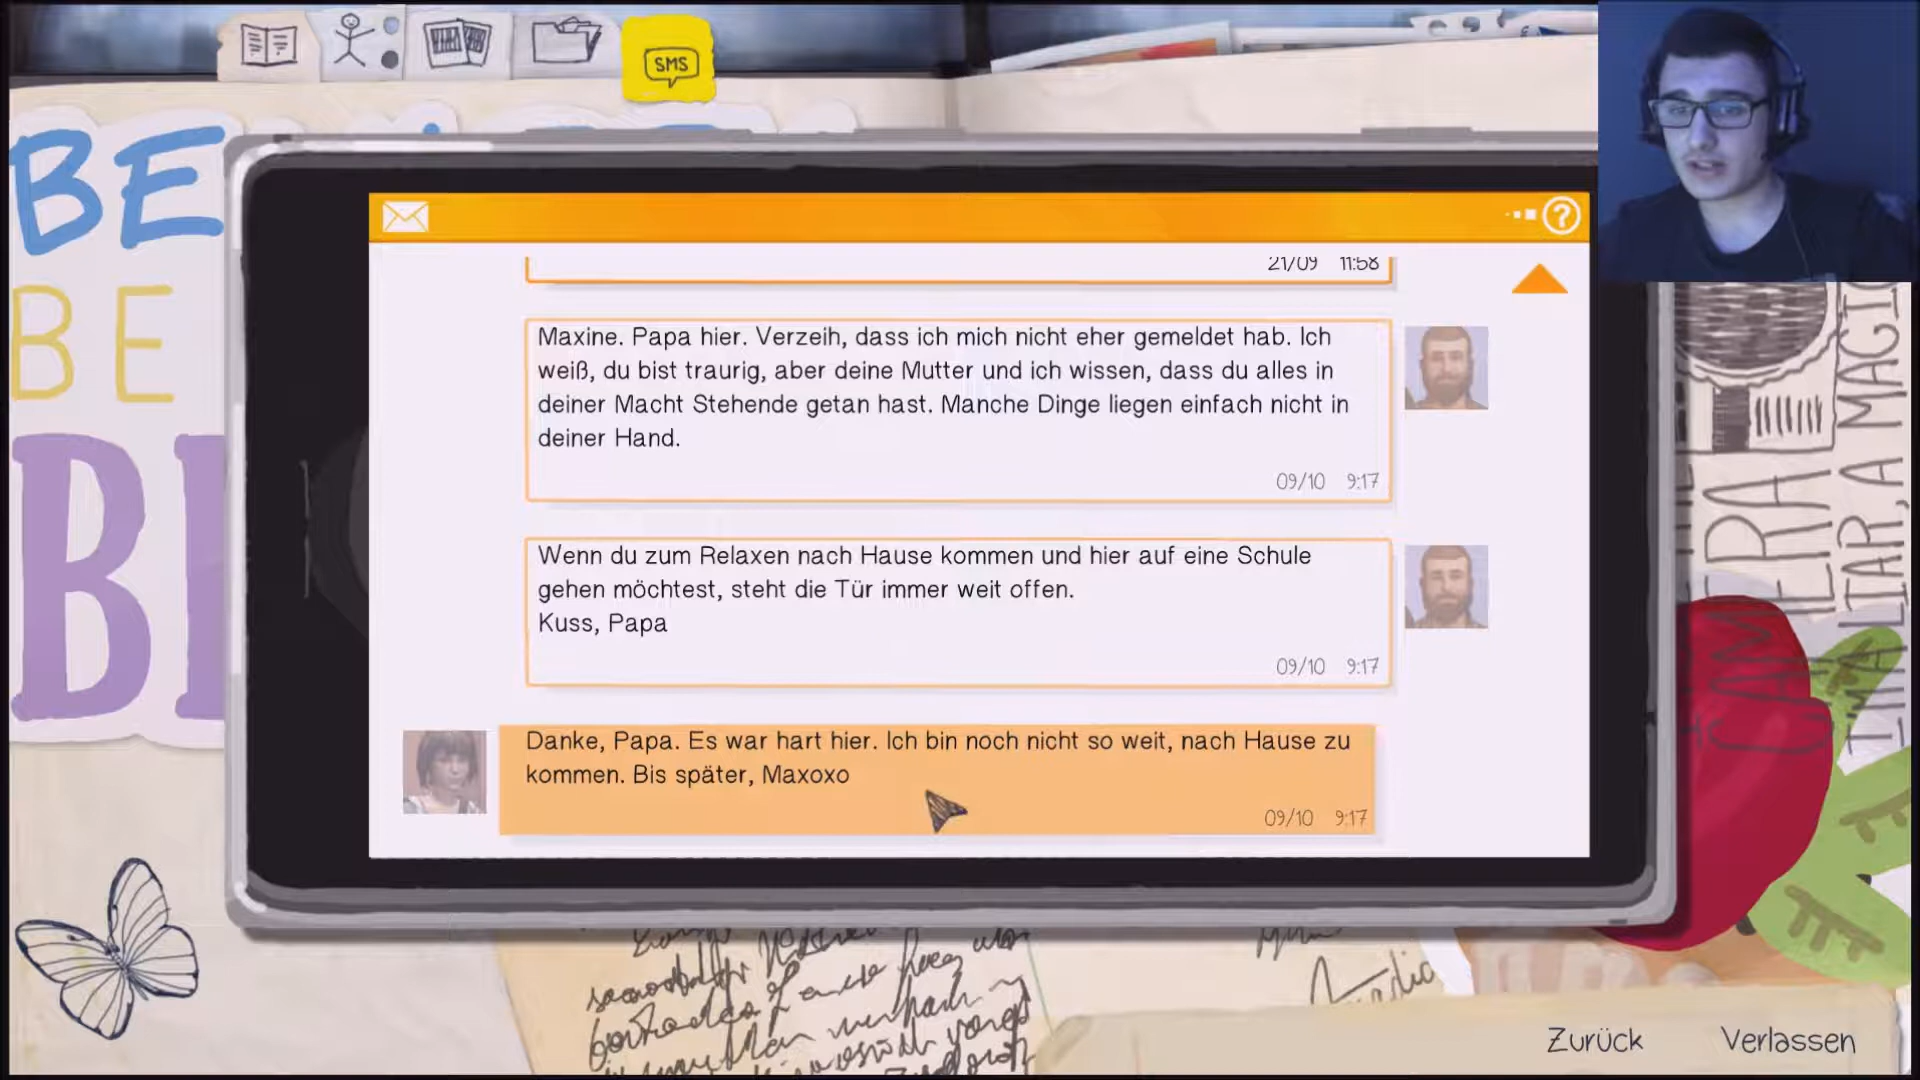 SMS
BE
BE
21/09 11:58
Maxine. Papa hier. Verzeih, dass ich mich nicht eher gemeldet hab. Ich
weiß, du bist traurig, aber deine Mutter und ich wissen, dass du alles in
deiner Macht Stehende getan hast. Manche Dinge liegen einfach nicht in
deiner Hand.
09/10 9:17
Wenn du zum Relaxen nach Hause kommen und hier auf eine Schule
gehen möchtest, steht die Tür immer weit offen.
Kuss, Papa
09/10 9:17
Danke, Papa. Es war hart hier. Ich bin noch nicht so weit, nach Hause zu
kommen. Bis später, Maxoxo
09/10 9:17
Zurück Verlassen